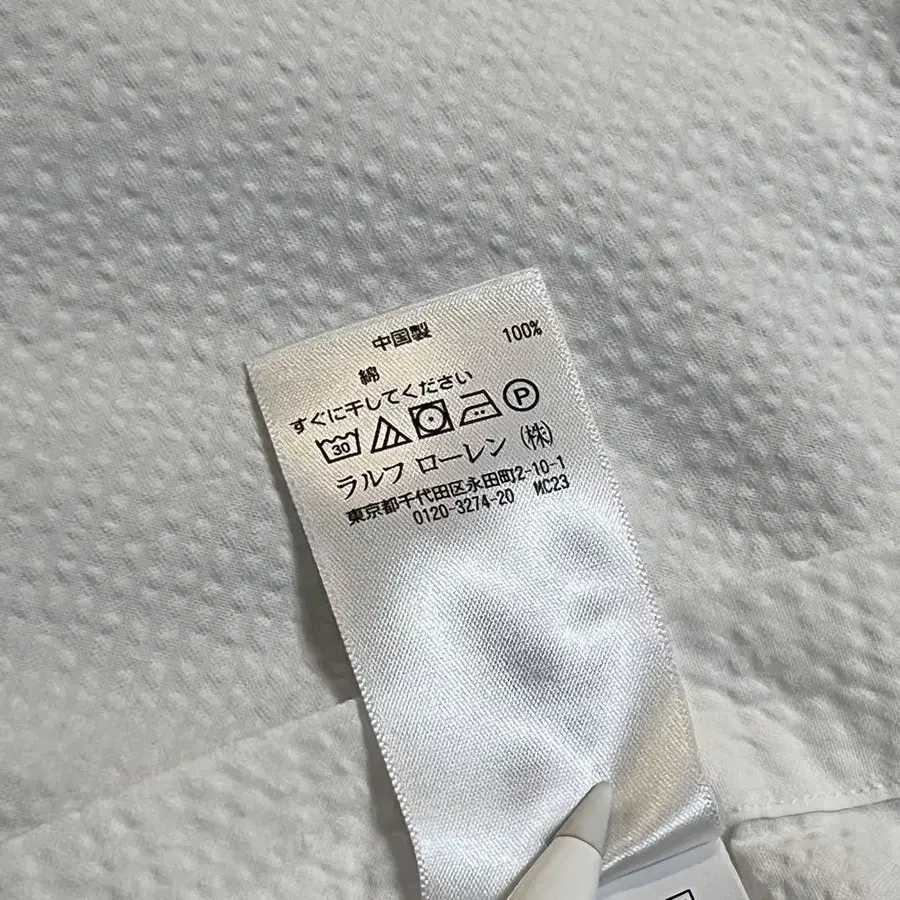 中国製
綿 100%
すぐに干してください
30 P
ラルフ ローレン (株)
東京都千代田区永田町2-10-1
0120-3274-20 MC23